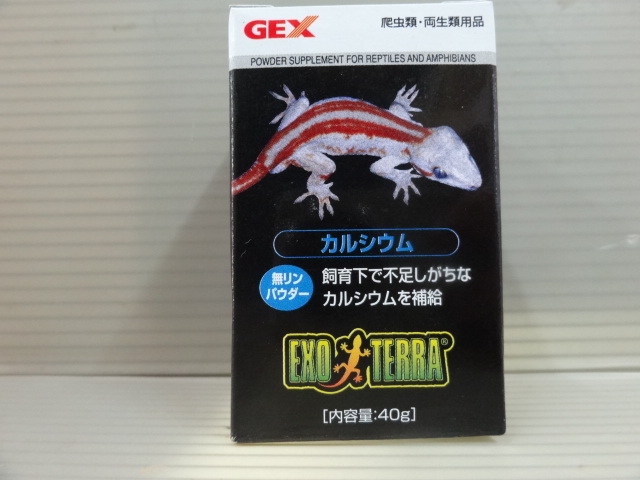 GEX
爬虫類・両生類用品
POWDER SUPPLEMENT FOR REPTILES AND AMPHIBIANS
カルシウム
無リン
パウダー
飼育下で不足しがちな
カルシウムを補給
EXO TERRA®
[内容量:40g]